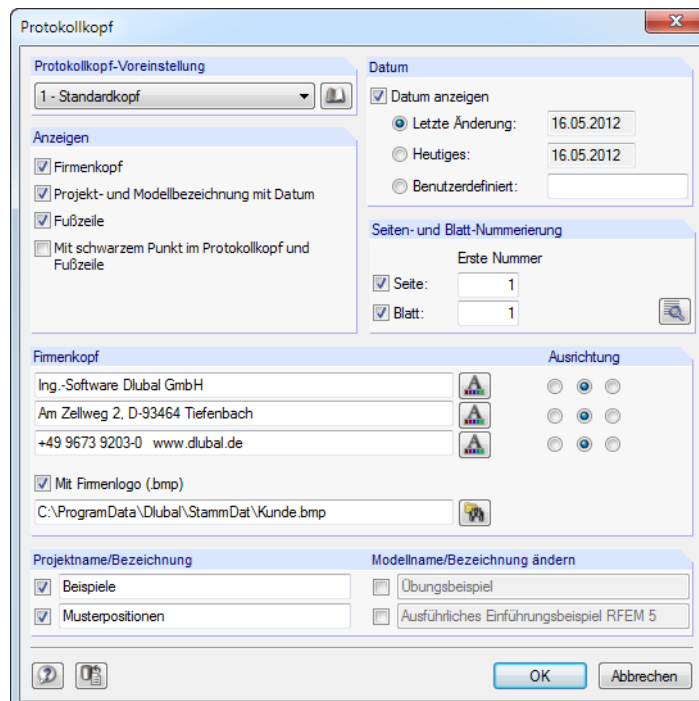 Protokollkopf
Protokollkopf-Voreinstellung
1 - Standardkopf
Anzeigen
Firmenkopf
Projekt- und Modellbezeichnung mit Datum
Fußzeile
Mit schwarzem Punkt im Protokollkopf und
Fußzeile
Datum
Datum anzeigen
Letzte Änderung: 16.05.2012
Heutiges: 16.05.2012
Benutzerdefiniert:
Seiten- und Blatt-Nummerierung
Erste Nummer
Seite: 1
Blatt: 1
Firmenkopf
Ausrichtung
Ing.-Software Dlubal GmbH
Am Zellweg 2, D-93464 Tiefenbach
+49 9673 9203-0 www.dlubal.de
Mit Firmenlogo (.bmp)
C:\ProgramData\Dlubal\StammDat\Kunde.bmp
Projektname/Bezeichnung
Beispiele
Musterpositionen
Modellname/Bezeichnung ändern
Übungsbeispiel
Ausführliches Einführungsbeispiel RFEM 5
OK
Abbrechen